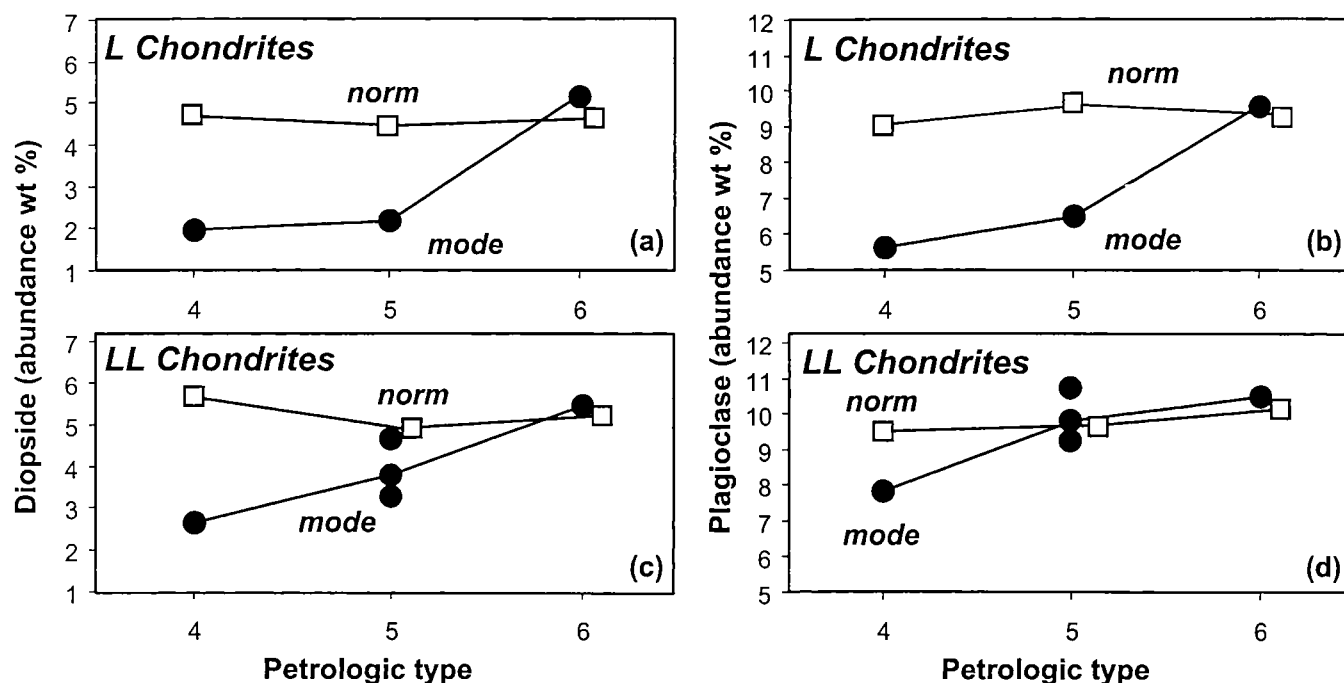 L Chondrites
norm
mode
(a)
7
6
5
4
3
2
1
4 5 6
Diopside (abundance wt %)
L Chondrites
norm
mode
(b)
12
11
10
9
8
7
6
5
4 5 6
Plagioclase (abundance wt %)
LL Chondrites
norm
mode
(c)
7
6
5
4
3
2
1
4 5 6
Petrologic type
LL Chondrites
norm
mode
(d)
12
11
10
9
8
7
6
5
4 5 6
Petrologic type